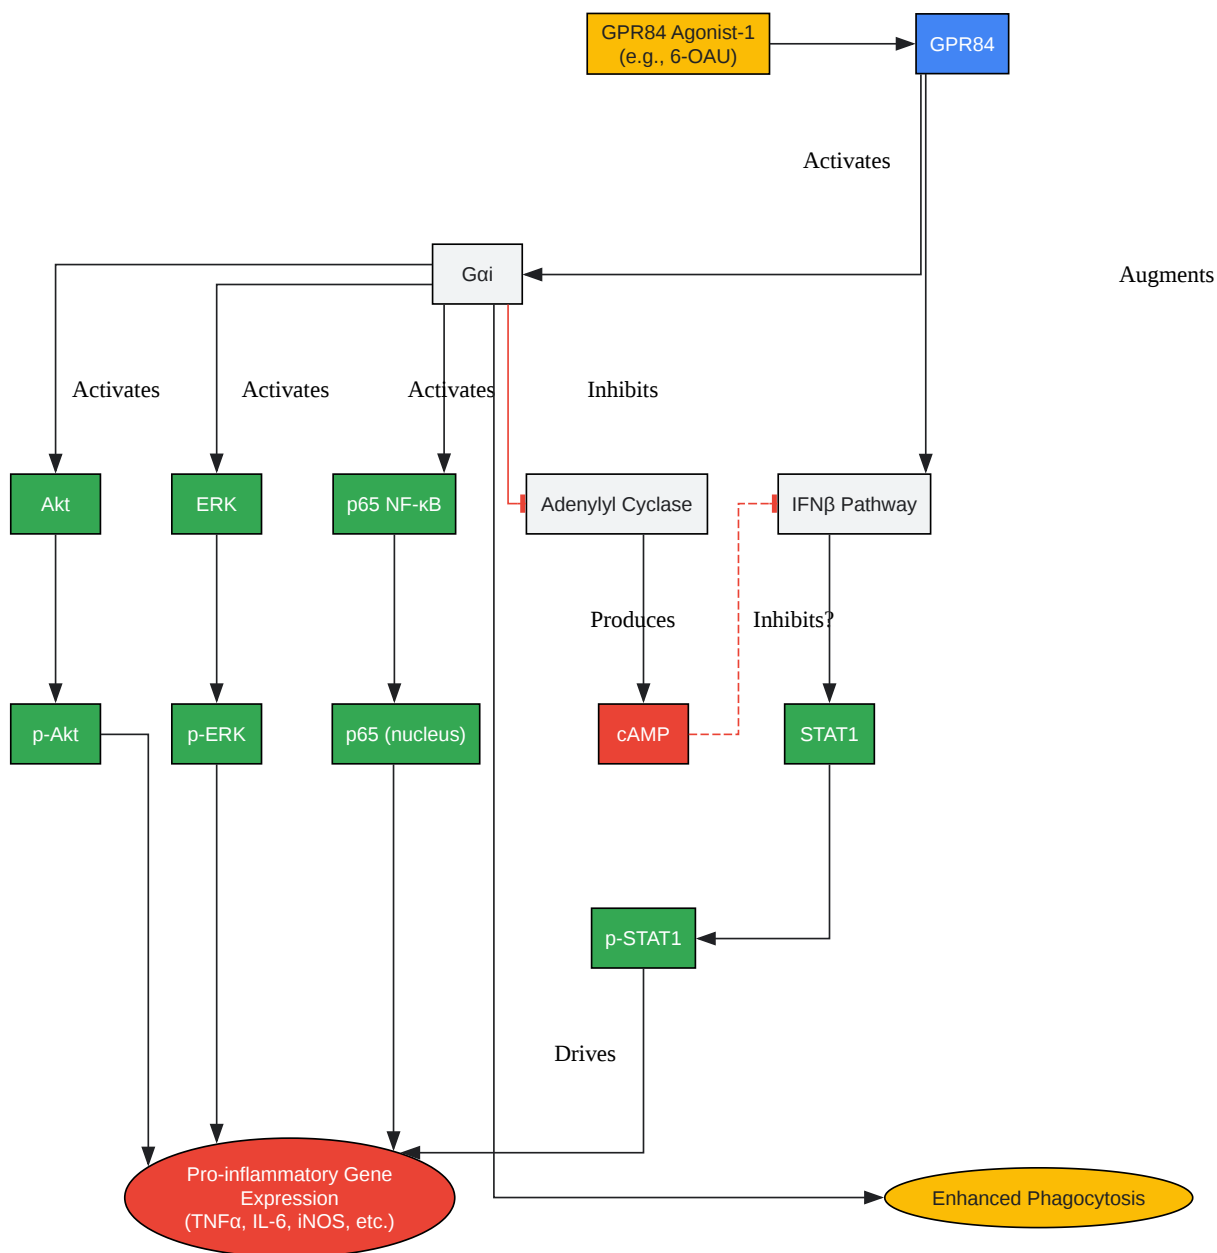 GPR84 Agonist-1
(e.g., 6-OAU)
GPR84
Activates
Gαi
Augments
Activates
Activates
Activates
Inhibits
Akt
ERK
p65 NF-κB
Adenylyl Cyclase
IFNβ Pathway
Produces
Inhibits?
p-Akt
p-ERK
p65 (nucleus)
cAMP
STAT1
p-STAT1
Drives
Pro-inflammatory Gene
Expression
(TNFα, IL-6, iNOS, etc.)
Enhanced Phagocytosis